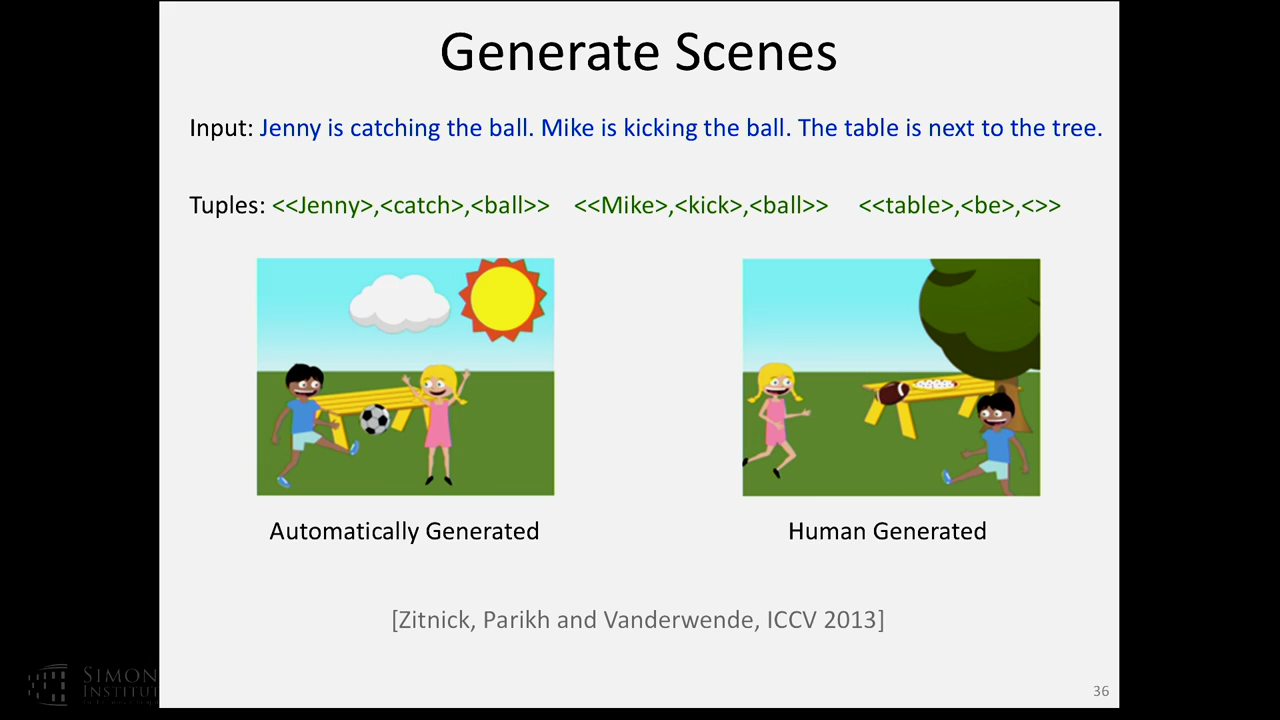 Generate Scenes
Input: Jenny is catching the ball. Mike is kicking the ball. The table is next to the tree.
Tuples: <<Jenny>,<catch>,<ball>> <<Mike>,<kick>,<ball>> <<table>,<be>,<>>
Automatically Generated
Human Generated
[Zitnick, Parikh and Vanderwende, ICCV 2013]
SIMON
INSTITUT
36